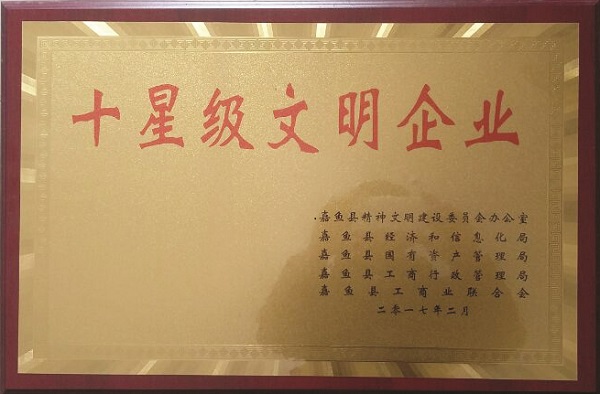 十星级文明企业
嘉鱼县精神文明建设委员会办公室
嘉鱼县经济和信息化局
嘉鱼县国有资产管理局
嘉鱼县工商行政管理局
嘉鱼县工商业联合会
二零一七年二月